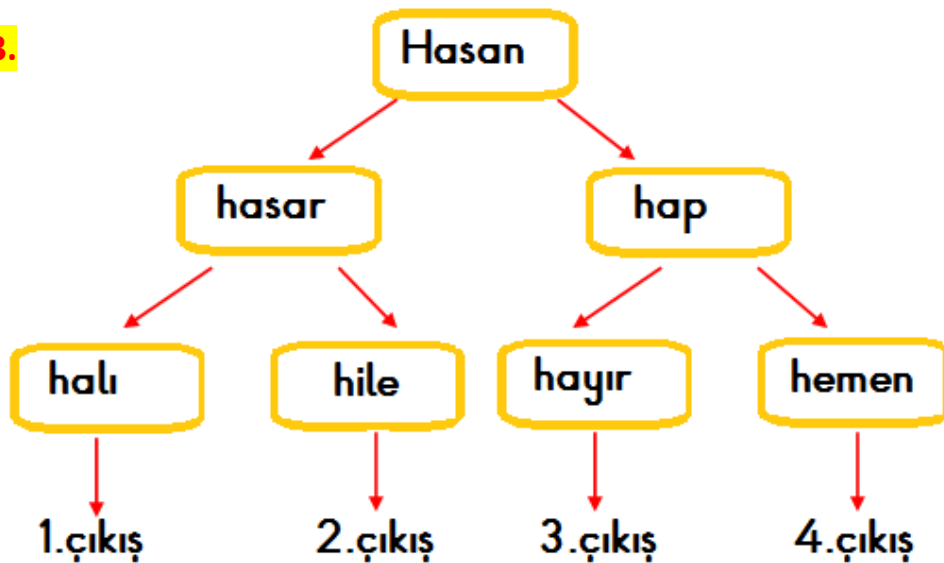 3.
Hasan
hasar hap
halı hile hayır hemen
1.çıkış 2.çıkış 3.çıkış 4.çıkış